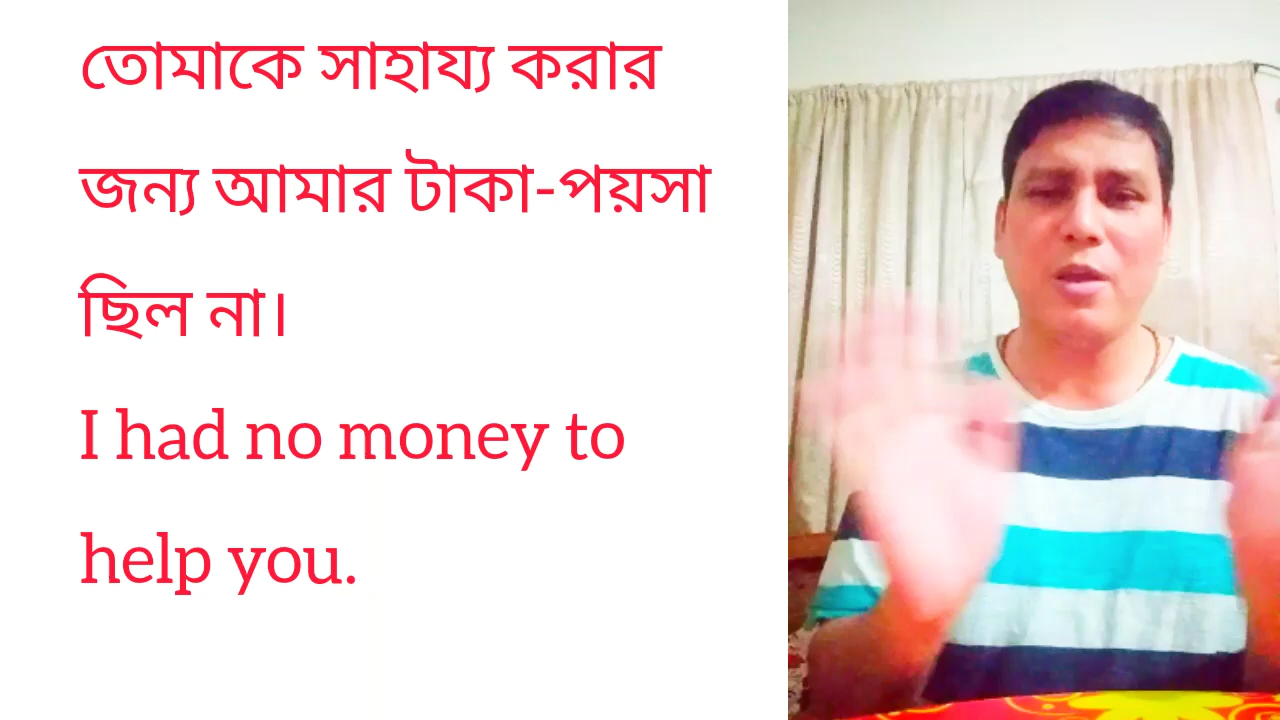 তোমাকে সাহায্য করার
জন্য আমার টাকা-পয়সা
ছিল না।
I had no money to
help you.